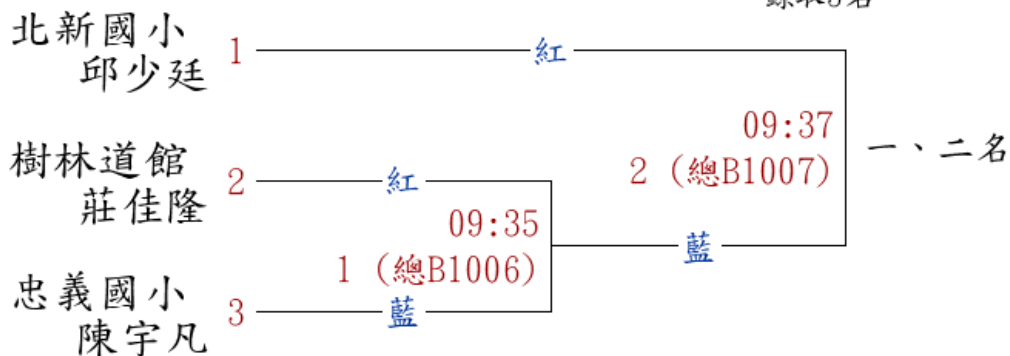 北新國小
邱少廷
1
紅
09:37
2 (總B1007)
一、二名
樹林道館
莊佳隆
2
紅
09:35
1 (總B1006)
藍
忠義國小
陳宇凡
3
藍